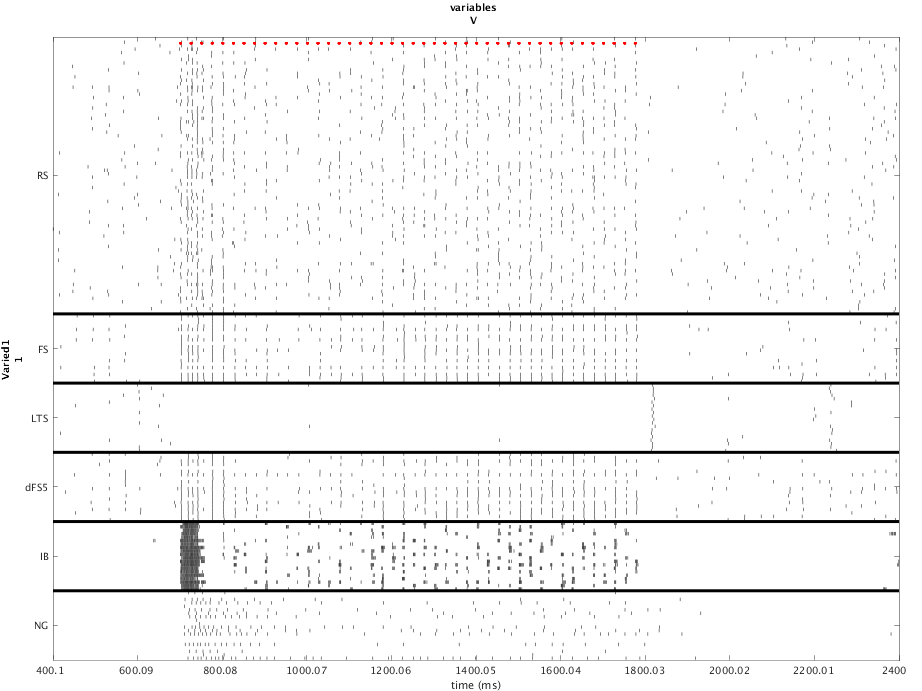 variables
V
Varied1
1
RS
FS
LTS
dFS5
IB
NG
400.1 600.09 800.08 1000.07 1200.06 1400.05 1600.04 1800.03 2000.02 2200.01 2400
time (ms)